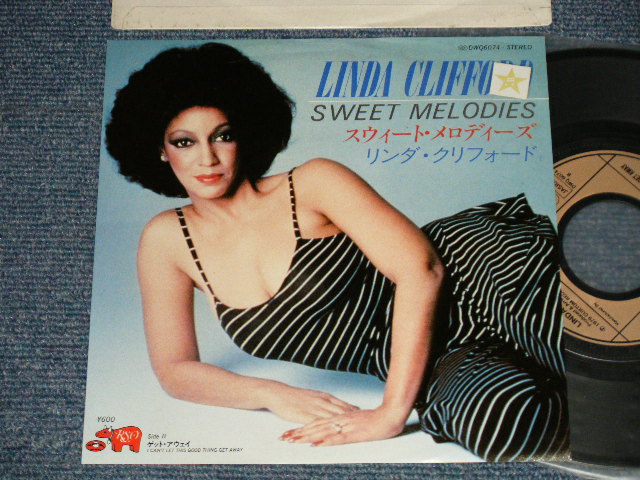 ⓅDWQ6074 · STEREO
LINDA CLIFFORD
SWEET MELODIES
スウィート・メロディーズ
リンダ・クリフォード
¥600
RSO
Side II
ゲット・アウェイ
I CAN'T LET THIS GOOD THING GET AWAY